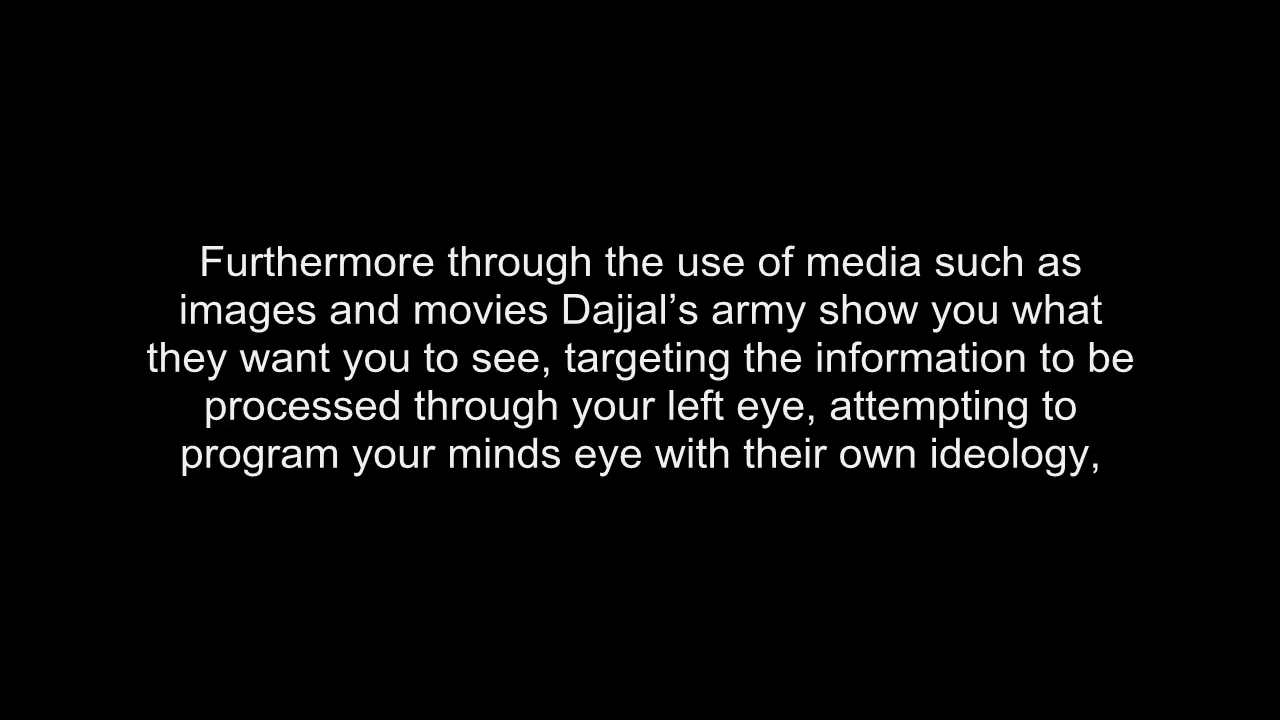 Furthermore through the use of media such as
images and movies Dajjal’s army show you what
they want you to see, targeting the information to be
processed through your left eye, attempting to
program your minds eye with their own ideology,